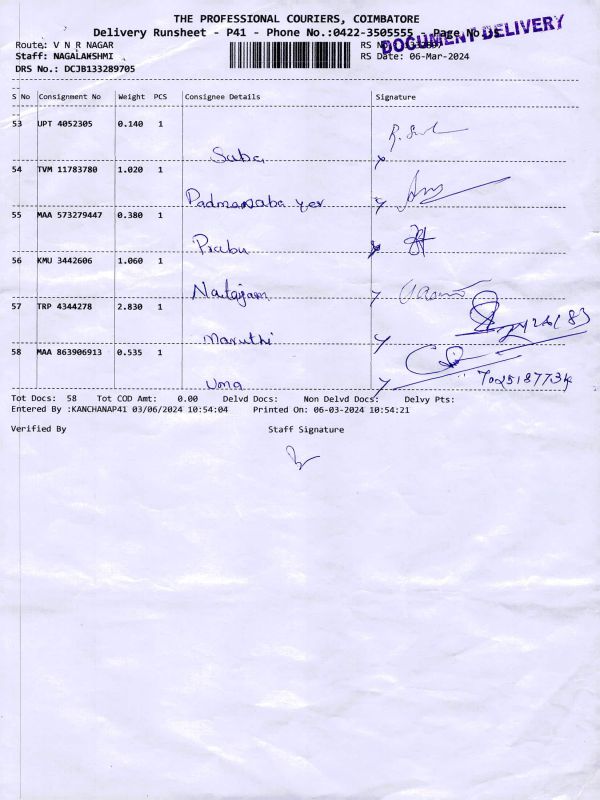 THE PROFESSIONAL COURIERS, COIMBATORE
Delivery Runsheet - P41 - Phone No.:0422-3505555 - Page No.
DOCUMENT DELIVERY
Route: V N R NAGAR
Staff: NAGALAKSHMI RS Date: 06-Mar-2024
DRS No.: DCJB133289705
S No Consignment No Weight PCS Consignee Details Signature
53 UPT 4052305 0.140 1
Suba
54 TVM 11783780 1.020 1
55 MAA 573279447 0.380 1
Prabu
56 KMU 3442606 1.060 1
57 TRP 4344278 2.830 1
Maruthi
58 MAA 863906913 0.535 1
Uma
Tot Docs: 58 Tot COD Amt: 0.00 Delvd Docs: Non Delvd Docs: Delvy Pts:
Entered By :KANCHANAP41 03/06/2024 10:54:04 Printed On: 06-03-2024 10:54:21
Verified By Staff Signature